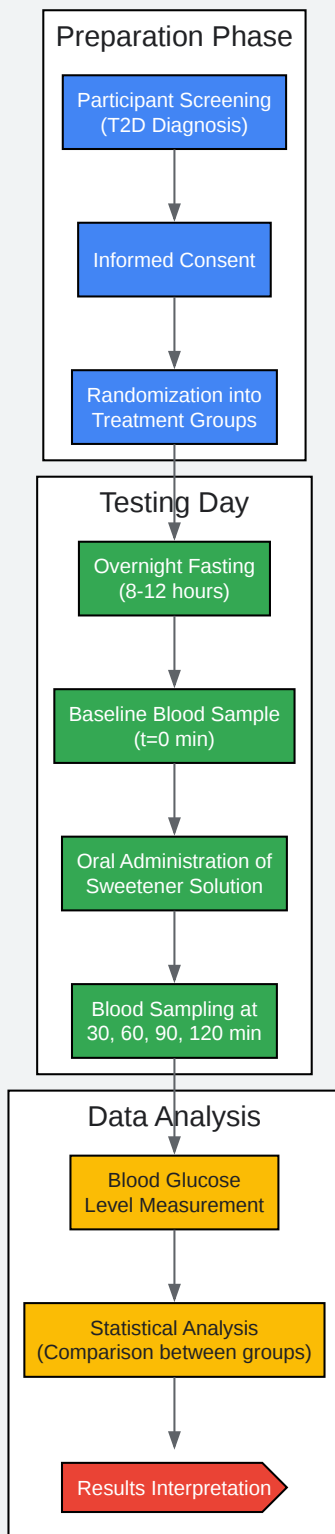 Preparation Phase
Participant Screening
(T2D Diagnosis)
Informed Consent
Randomization into
Treatment Groups
Testing Day
Overnight Fasting
(8-12 hours)
Baseline Blood Sample
(t=0 min)
Oral Administration of
Sweetener Solution
Blood Sampling at
30, 60, 90, 120 min
Data Analysis
Blood Glucose
Level Measurement
Statistical Analysis
(Comparison between groups)
Results Interpretation